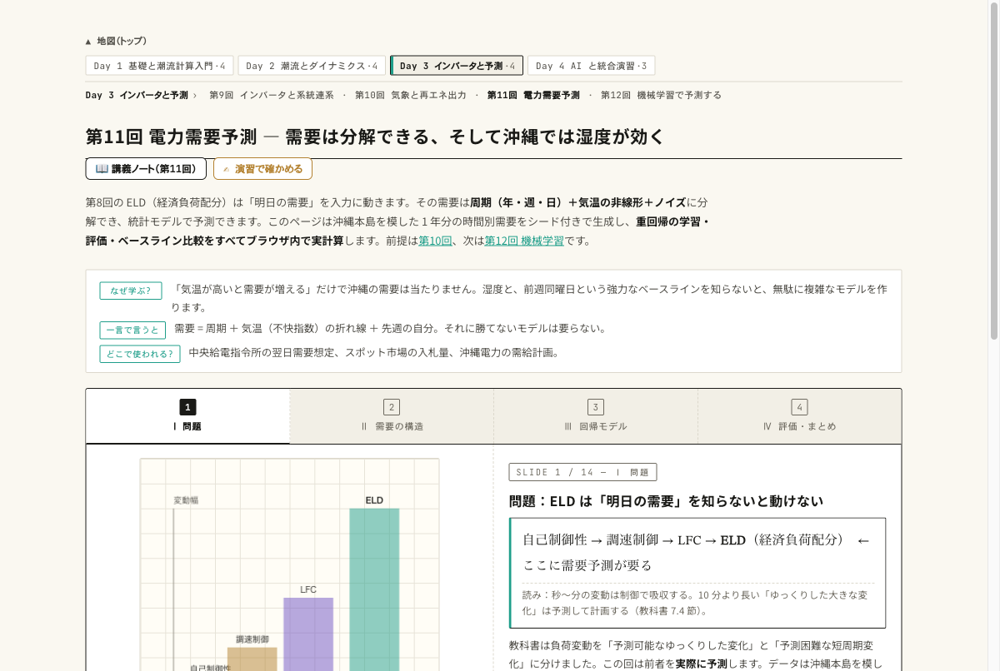 ▲ 地図(トップ)
Day 1 基礎と潮流計算入門·4 Day 2 潮流とダイナミクス·4 Day 3 インバータと予測·4 Day 4 AI と統合演習·3
Day 3 インバータと予測 › 第9回 インバータと系統連系 · 第10回 気象と再エネ出力 · 第11回 電力需要予測 · 第12回 機械学習で予測する
第11回 電力需要予測 — 需要は分解できる、そして沖縄では湿度が効く
📖 講義ノート(第11回) ✍ 演習で確かめる
第8回の ELD（経済負荷配分）は「明日の需要」を入力に動きます。その需要は周期（年・週・日）＋気温の非線形＋ノイズに分
解でき、統計モデルで予測できます。このページは沖縄本島を模した 1 年分の時間別需要をシード付きで生成し、重回帰の学習・
評価・ベースライン比較をすべてブラウザ内で実計算します。前提は第10回、次は第12回 機械学習です。
なぜ学ぶ? 「気温が高いと需要が増える」だけで沖縄の需要は当たりません。湿度と、前週同曜日という強力なベースラインを知らないと、無駄に複雑なモデルを作
ります。
一言で言うと 需要 = 周期 ＋ 気温（不快指数）の折れ線 ＋ 先週の自分。それに勝てないモデルは要らない。
どこで使われる? 中央給電指令所の翌日需要想定、スポット市場の入札量、沖縄電力の需給計画。
1
Ⅰ 問題
2
Ⅱ 需要の構造
3
Ⅲ 回帰モデル
4
Ⅳ 評価・まとめ
変動幅
ELD
LFC
調速制御
自己制御性
SLIDE 1 / 14 — Ⅰ 問題
問題：ELD は「明日の需要」を知らないと動けない
自己制御性 → 調速制御 → LFC → ELD（経済負荷配分） ←
ここに需要予測が要る
読み：秒〜分の変動は制御で吸収する。10 分より長い「ゆっくりした大きな変
化」は予測して計画する（教科書 7.4 節）。
教科書は負荷変動を「予測可能なゆっくりした変化」と「予測困難な短周期変
化」に分けました。この回は前者を実際に予測します。データは沖縄本島を模し